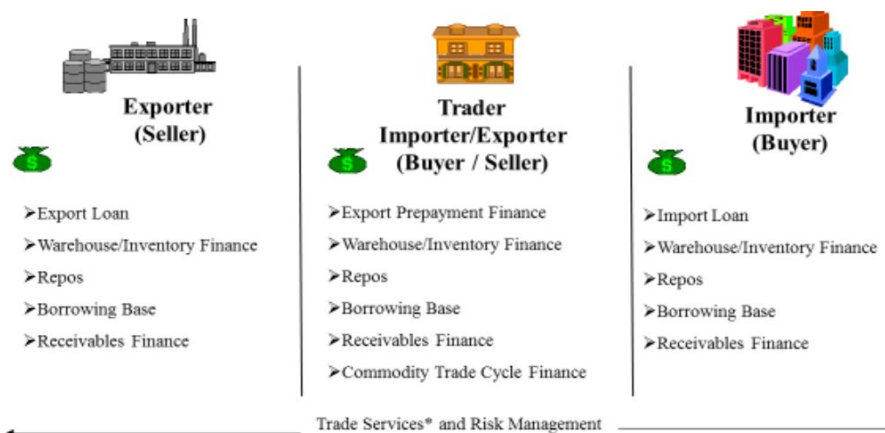 Exporter
(Seller)
$
➢Export Loan
➢Warehouse/Inventory Finance
➢Repos
➢Borrowing Base
➢Receivables Finance
Trader
Importer/Exporter
(Buyer / Seller)
$
➢Export Prepayment Finance
➢Warehouse/Inventory Finance
➢Repos
➢Borrowing Base
➢Receivables Finance
➢Commodity Trade Cycle Finance
Importer
(Buyer)
$
➢Import Loan
➢Warehouse/Inventory Finance
➢Repos
➢Borrowing Base
➢Receivables Finance
Trade Services* and Risk Management